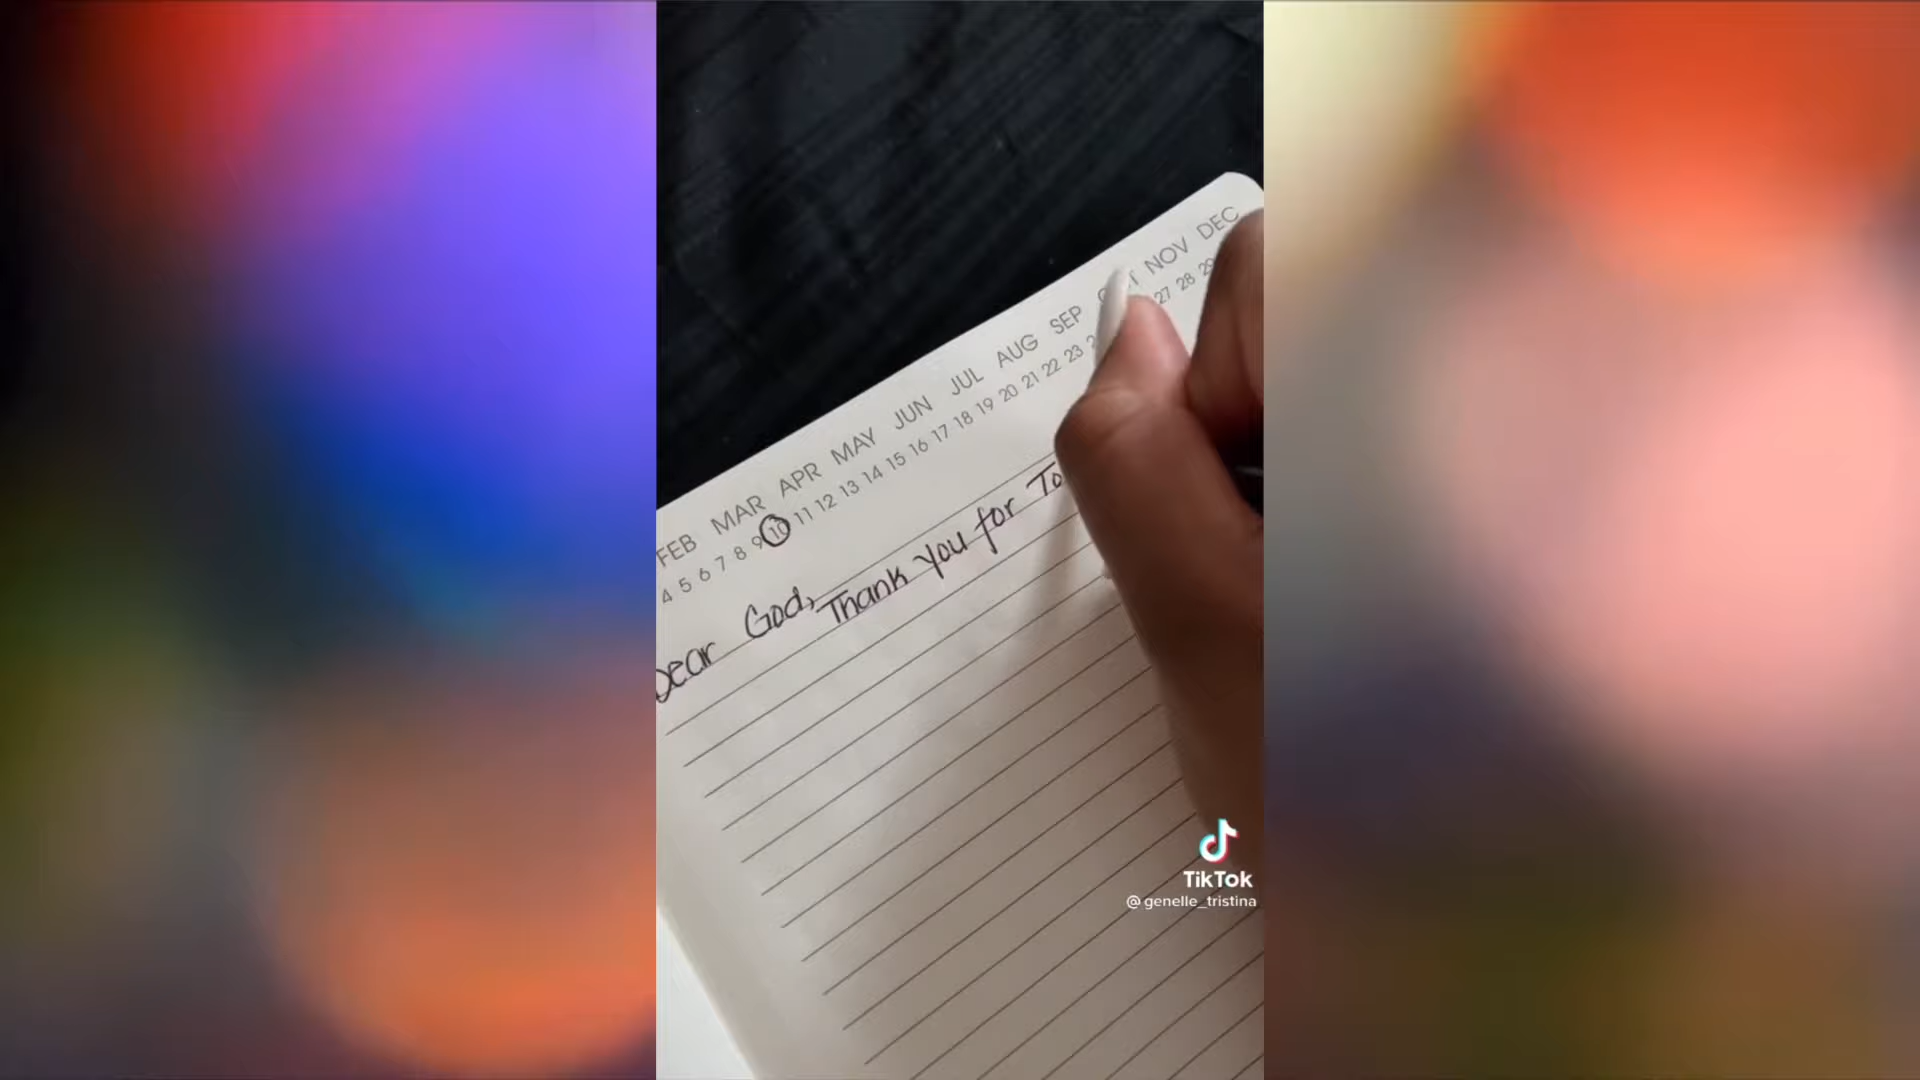 FEB MAR APR MAY JUN JUL AUG SEP NOV DEC
4 5 6 7 8 9 10 11 12 13 14 15 16 17 18 19 20 21 22 23 27 28 29
Dear God,
Thank you for To
TikTok
@genelle_tristina